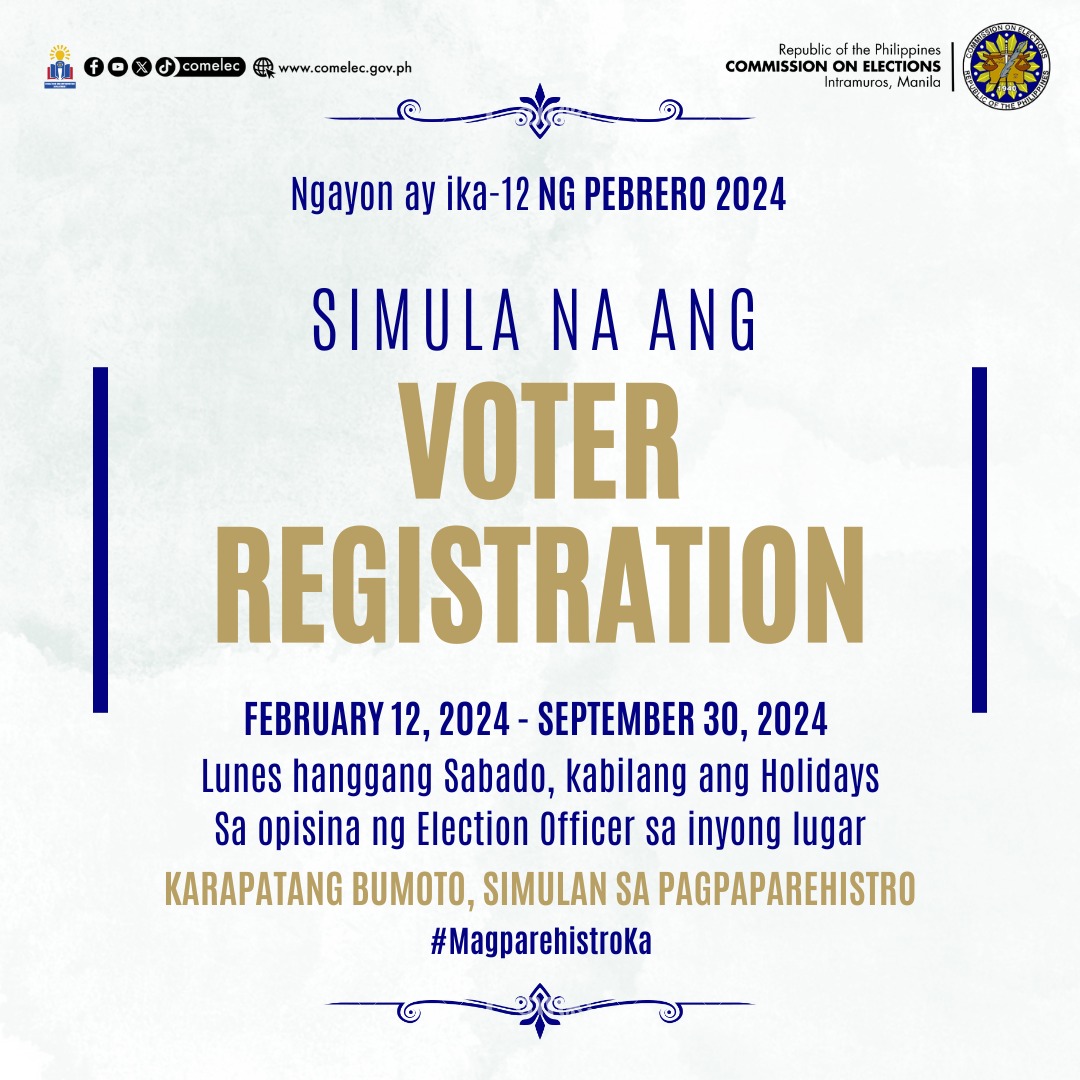 comelec
www.comelec.gov.ph
Republic of the Philippines
COMMISSION ON ELECTIONS
Intramuros, Manila
COMMISSION ON ELECTIONS
1940
REPUBLIC OF THE PHILIPPINES
Ngayon ay ika-12 NG PEBRERO 2024
SIMULA NA ANG
VOTER
REGISTRATION
FEBRUARY 12, 2024 - SEPTEMBER 30, 2024
Lunes hanggang Sabado, kabilang ang Holidays
Sa opisina ng Election Officer sa inyong lugar
KARAPATANG BUMOTO, SIMULAN SA PAGPAPAREHISTRO
#MagparehistroKa